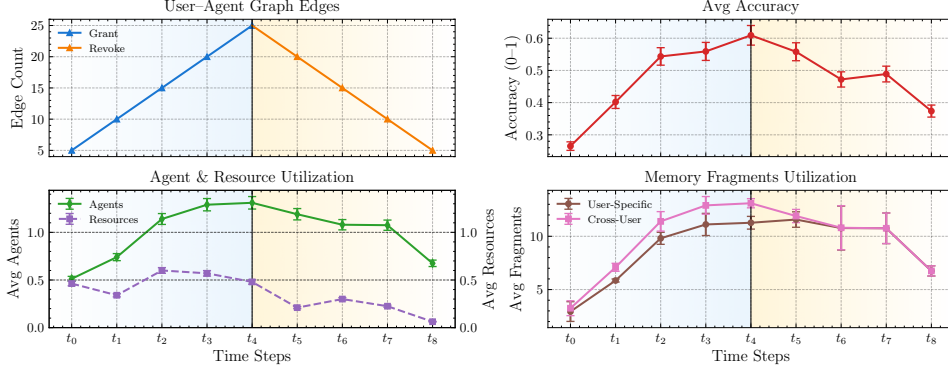 User–Agent Graph Edges
Edge Count
25
20
15
10
5
Grant
Revoke
Avg Accuracy
Accuracy (0–1)
0.6
0.5
0.4
0.3
Agent & Resource Utilization
Avg Agents
1.0
0.5
0.0
Agents
Resources
1.0
0.5
0.0
Avg Resources
t₀ t₁ t₂ t₃ t₄ t₅ t₆ t₇ t₈
Time Steps
Memory Fragments Utilization
Avg Fragments
10
5
User-Specific
Cross-User
t₀ t₁ t₂ t₃ t₄ t₅ t₆ t₇ t₈
Time Steps